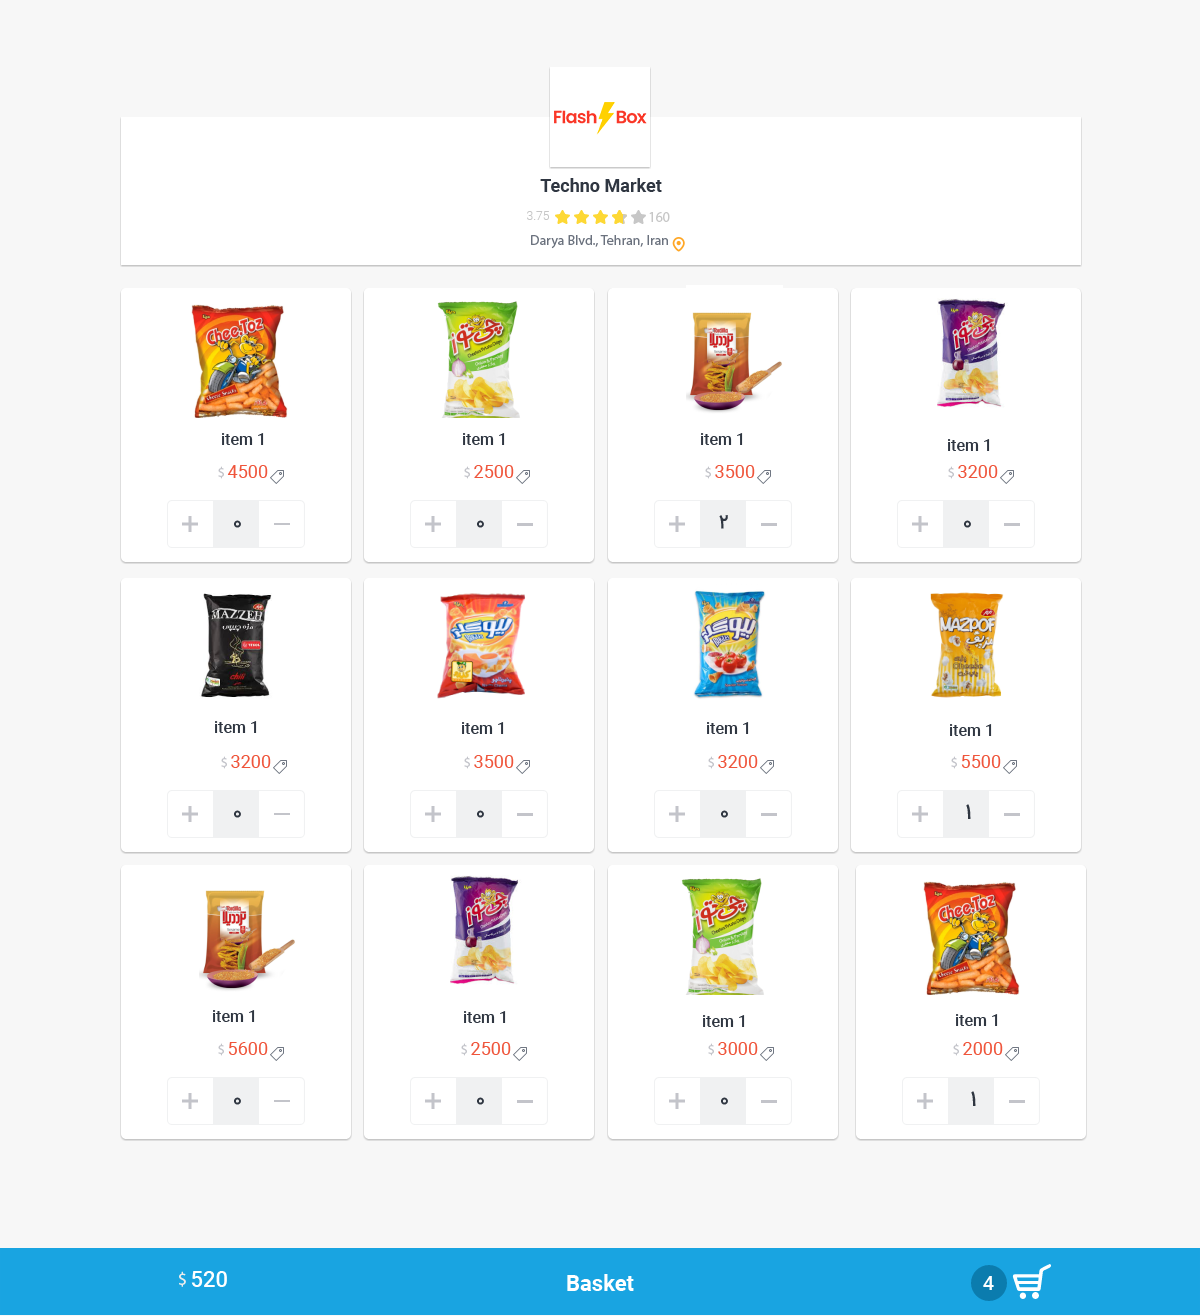 Flash Box
Techno Market
3.75 160
Darya Blvd., Tehran, Iran
Chee.Toz
چی‌توز
چی‌توز
item 1
item 1
item 1
item 1
$ 4500
$ 2500
$ 3500
$ 3200
۰
۰
۲
۰
MAZZEH
Chili
MAZPOF
Cheese
item 1
item 1
item 1
item 1
$ 3200
$ 3500
$ 3200
$ 5500
۰
۰
۰
۱
چی‌توز
چی‌توز
Chee.Toz
item 1
item 1
item 1
item 1
$ 5600
$ 2500
$ 3000
$ 2000
۰
۰
۰
۱
$ 520
Basket
4